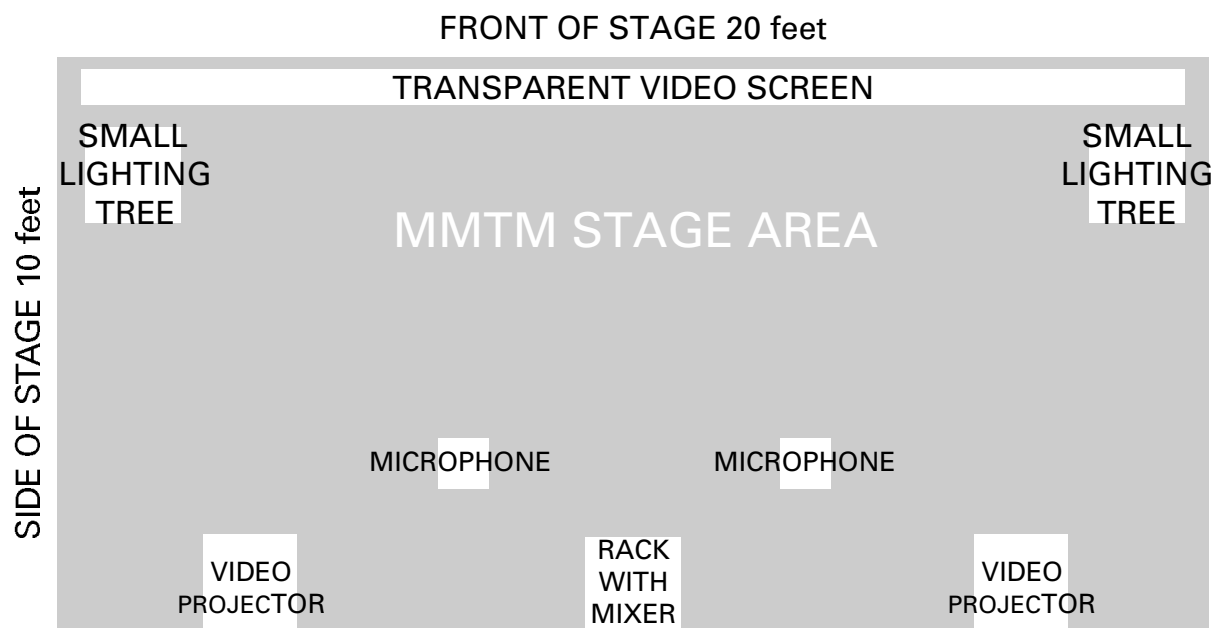 FRONT OF STAGE 20 feet
TRANSPARENT VIDEO SCREEN
SMALL
LIGHTING
TREE
SMALL
LIGHTING
TREE
SIDE OF STAGE 10 feet
MMTM STAGE AREA
MICROPHONE
MICROPHONE
VIDEO
PROJECTOR
RACK
WITH
MIXER
VIDEO
PROJECTOR